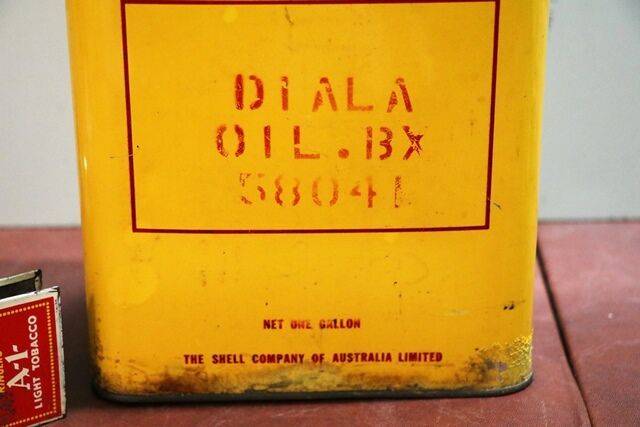 DIALA
OIL.BX
58041
NET ONE GALLON
THE SHELL COMPANY OF AUSTRALIA LIMITED
A-1-
LIGHT TOBACCO